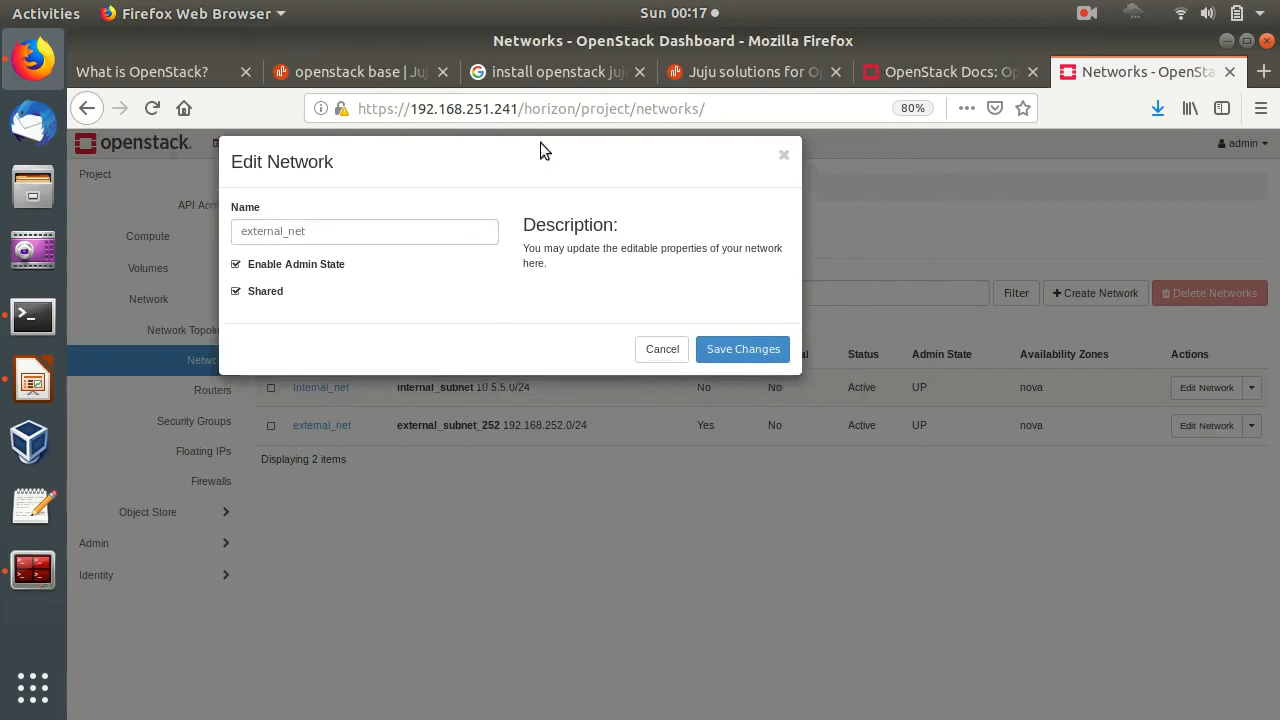 Activities
Firefox Web Browser
Sun 00:17
Networks - OpenStack Dashboard - Mozilla Firefox
What is OpenStack?
openstack base | Juj
install openstack juj
Juju solutions for O
OpenStack Docs: Op
Networks - OpenSta
https://192.168.251.241/horizon/project/networks/
80%
openstack.
admin
Project
API Acc
Compute
Volumes
Network
Network Topol
Netwo
Routers
Security Groups
Floating IPs
Firewalls
Object Store
Admin
Identity
Edit Network
Name
external_net
Enable Admin State
Shared
Description:
You may update the editable properties of your network
here.
Cancel
Save Changes
Filter
Create Network
Delete Networks
Status
Admin State
Availability Zones
Actions
internal_net internal_subnet 10.5.5.0/24 No No Active UP nova Edit Network
external_net external_subnet_252 192.168.252.0/24 Yes No Active UP nova Edit Network
Displaying 2 items